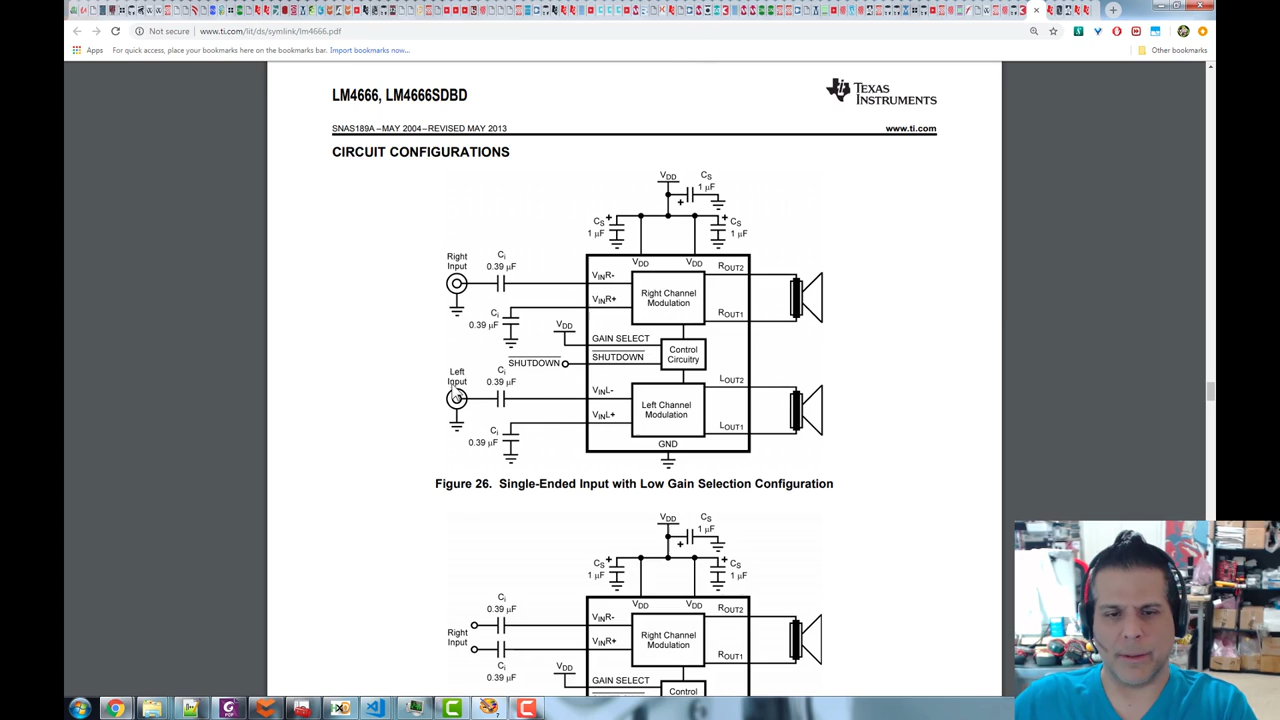 Not secure
www.ti.com/lit/ds/symlink/lm4666.pdf
Apps
For quick access, place your bookmarks here on the bookmarks bar. Import bookmarks now...
Other bookmarks
LM4666, LM4666SDBD
TEXAS
INSTRUMENTS
SNAS189A –MAY 2004–REVISED MAY 2013
www.ti.com
CIRCUIT CONFIGURATIONS
VDD
CS
1 µF
CS
1 µF
CS
1 µF
Right
Input
Ci
0.39 µF
VDD
VDD
ROUT2
VINR-
VINR+
Right Channel
Modulation
ROUT1
Ci
0.39 µF
VDD
GAIN SELECT
SHUTDOWN
SHUTDOWN
Control
Circuitry
Left
Input
Ci
0.39 µF
LOUT2
VINL-
VINL+
Left Channel
Modulation
LOUT1
Ci
0.39 µF
GND
Figure 26. Single-Ended Input with Low Gain Selection Configuration
VDD
CS
1 µF
CS
1 µF
CS
1 µF
Ci
0.39 µF
VDD
VDD
ROUT2
Right
Input
VINR-
VINR+
Right Channel
Modulation
ROUT1
0.39 µF
Ci
VDD
GAIN SELECT
Control